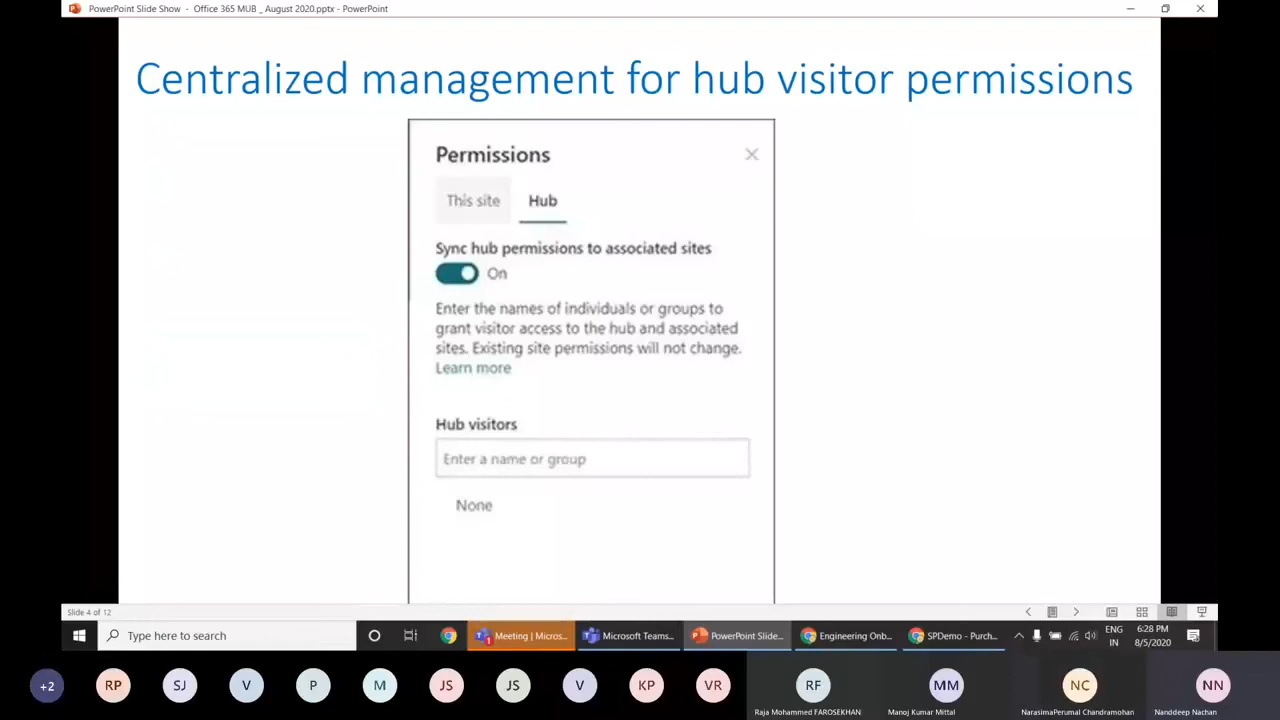 PowerPoint Slide Show - Office 365 MUB _ August 2020.pptx - PowerPoint
Centralized management for hub visitor permissions
Permissions
This site Hub
Sync hub permissions to associated sites
On
Enter the names of individuals or groups to
grant visitor access to the hub and associated
sites. Existing site permissions will not change.
Learn more
Hub visitors
Enter a name or group
None
Slide 4 of 12
Type here to search
1
Meeting | Micros...
Microsoft Teams...
PowerPoint Slide...
Engineering Onb...
SPDemo - Purch...
ENG
IN
6:28 PM
8/5/2020
+2 RP SJ V P M JS JS V KP VR RF MM NC NN
Raja Mohammed FAROSEKHAN Manoj Kumar Mittal NarasimaPerumal Chandramohan Nanddeep Nachan